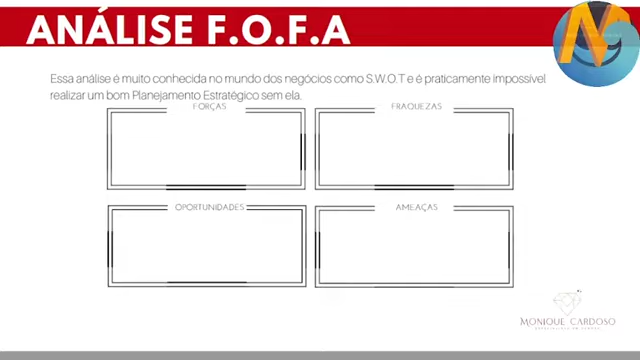 ANÁLISE F.O.F.A
Essa análise é muito conhecida no mundo dos negócios como S.W.O.T e é praticamente impossível
realizar um bom Planejamento Estratégico sem ela.
FORÇAS
FRAQUEZAS
OPORTUNIDADES
AMEAÇAS
MONIQUE CARDOSO